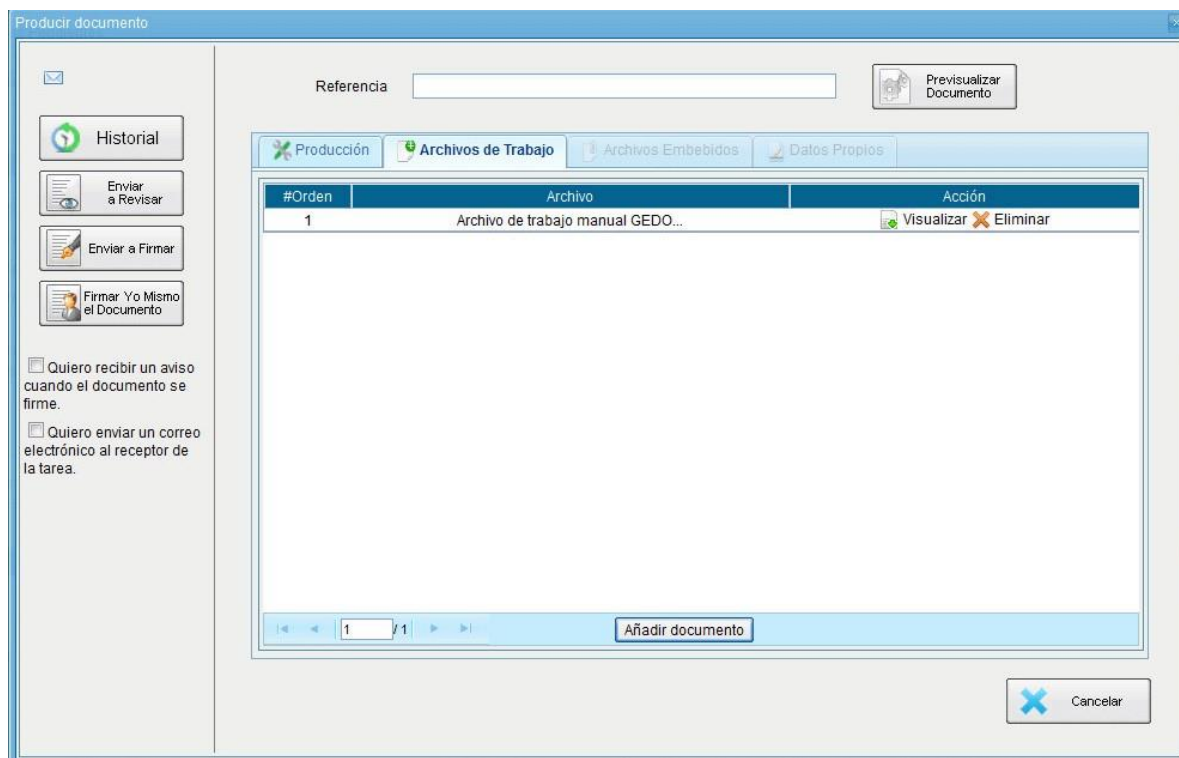 Producir documento
Referencia
Previsualizar
Documento
Historial
Enviar
a Revisar
Enviar a Firmar
Firmar Yo Mismo
el Documento
Quiero recibir un aviso
cuando el documento se
firme.
Quiero enviar un correo
electrónico al receptor de
la tarea.
Producción
Archivos de Trabajo
Archivos Embebidos
Datos Propios
#Orden Archivo Acción
1 Archivo de trabajo manual GEDO... Visualizar Eliminar
1 / 1
Añadir documento
Cancelar